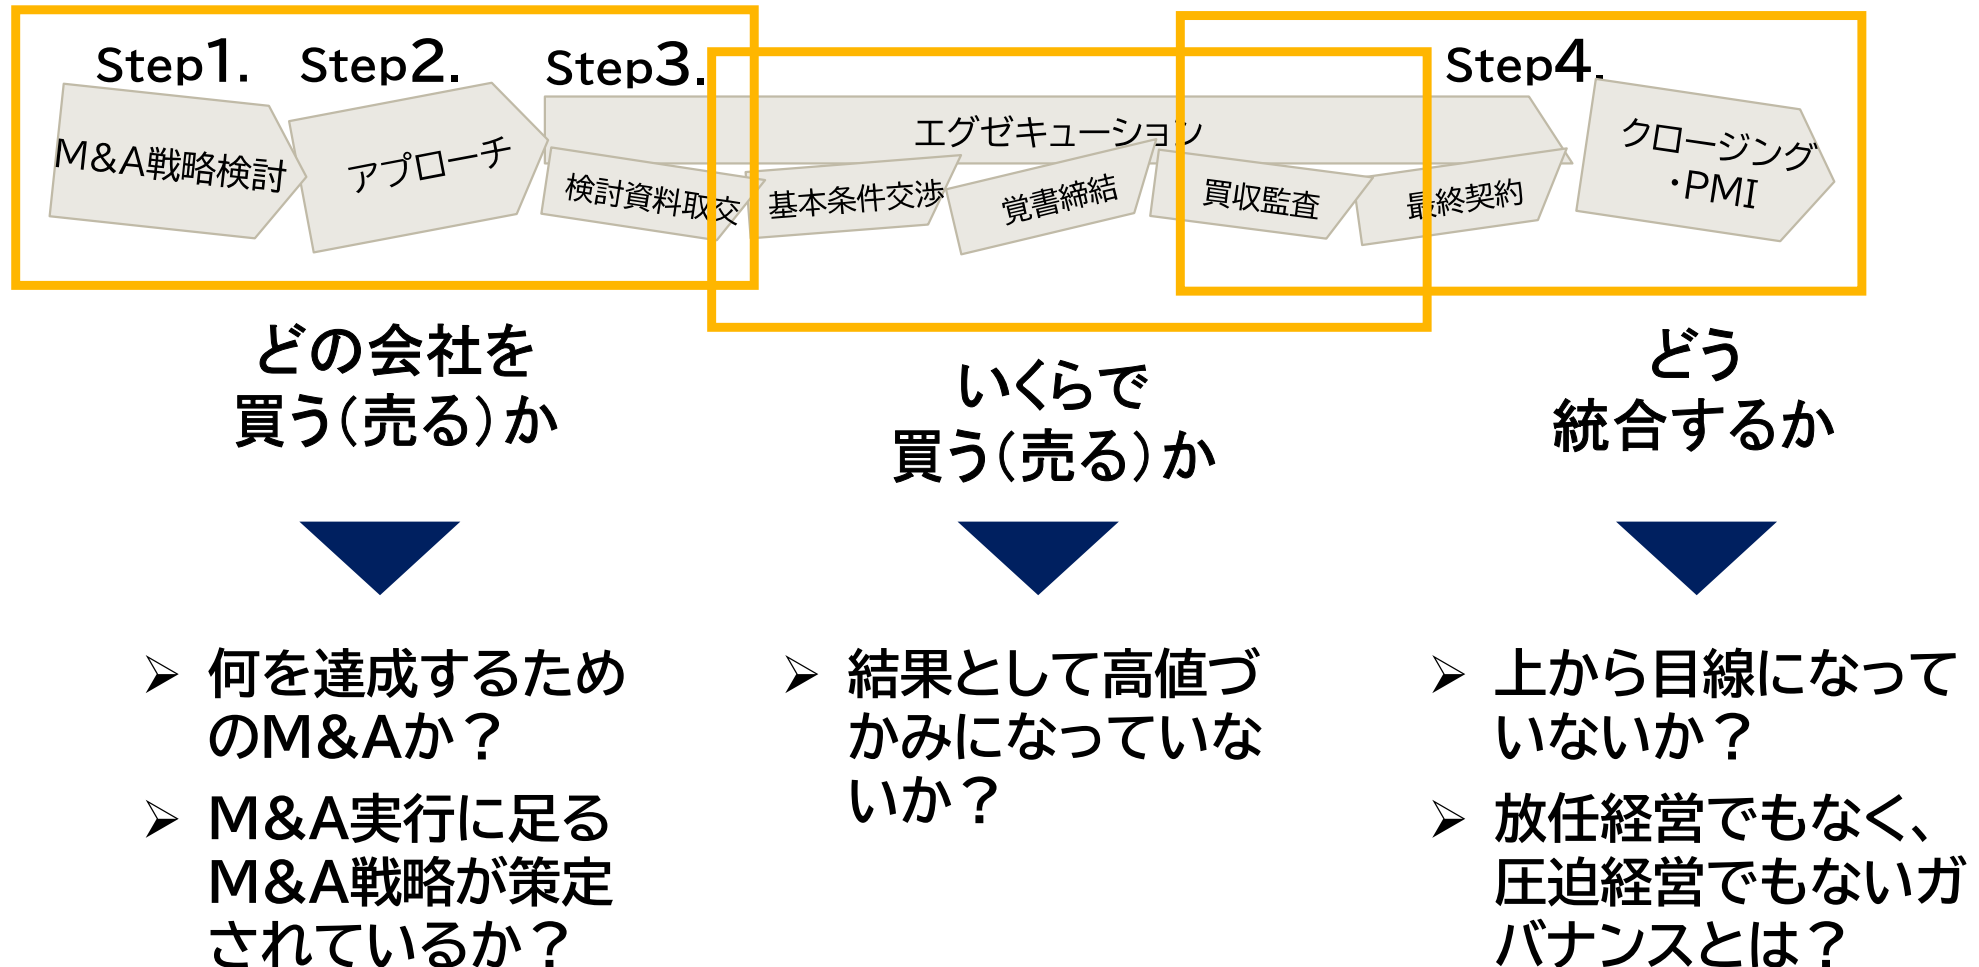 Step1.
Step2.
Step3.
Step4.
M&A戦略検討
アプローチ
エグゼキューション
検討資料取交
基本条件交渉
覚書締結
買収監査
最終契約
クロージング
・PMI
どの会社を
買う(売る)か
いくらで
買う(売る)か
どう
統合するか
➢ 何を達成するため
のM&Aか？
➢ M&A実行に足る
M&A戦略が策定
されているか？
➢ 結果として高値づ
かみになっていな
いか？
➢ 上から目線になって
いないか？
➢ 放任経営でもなく、
圧迫経営でもないガ
バナンスとは？